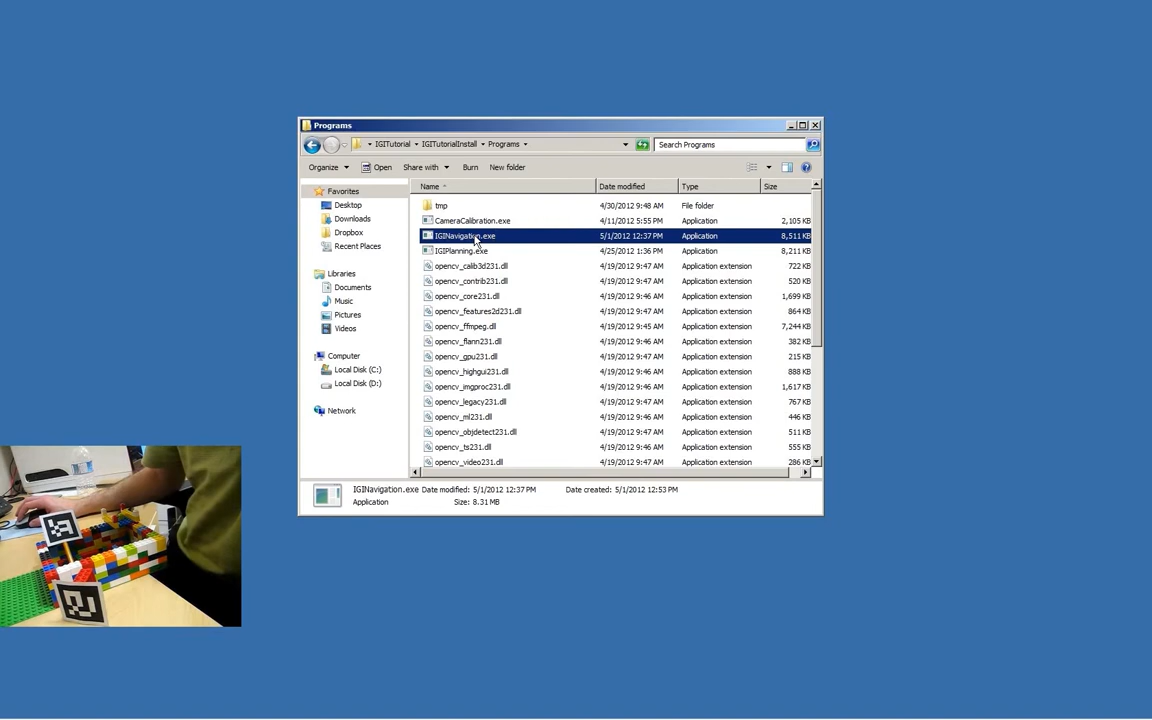 Programs
IGITutorial IGITutorialInstall Programs Search Programs
Organize Open Share with Burn New folder
Favorites
Desktop
Downloads
Dropbox
Recent Places
Libraries
Documents
Music
Pictures
Videos
Computer
Local Disk (C:)
Local Disk (D:)
Network
Name Date modified Type Size
tmp 4/30/2012 9:48 AM File folder
CameraCalibration.exe 4/11/2012 5:55 PM Application 2,105 KB
IGINavigation.exe 5/1/2012 12:37 PM Application 8,511 KB
IGIPlanning.exe 4/25/2012 1:36 PM Application 8,211 KB
opencv_calib3d231.dll 4/19/2012 9:47 AM Application extension 722 KB
opencv_contrib231.dll 4/19/2012 9:47 AM Application extension 520 KB
opencv_core231.dll 4/19/2012 9:46 AM Application extension 1,699 KB
opencv_features2d231.dll 4/19/2012 9:46 AM Application extension 864 KB
opencv_ffmpeg.dll 4/19/2012 9:45 AM Application extension 7,244 KB
opencv_flann231.dll 4/19/2012 9:46 AM Application extension 382 KB
opencv_gpu231.dll 4/19/2012 9:47 AM Application extension 215 KB
opencv_highgui231.dll 4/19/2012 9:46 AM Application extension 888 KB
opencv_imgproc231.dll 4/19/2012 9:46 AM Application extension 1,617 KB
opencv_legacy231.dll 4/19/2012 9:47 AM Application extension 767 KB
opencv_ml231.dll 4/19/2012 9:46 AM Application extension 446 KB
opencv_objdetect231.dll 4/19/2012 9:47 AM Application extension 511 KB
opencv_ts231.dll 4/19/2012 9:46 AM Application extension 555 KB
opencv_video231.dll 4/19/2012 9:46 AM Application extension 286 KB
IGINavigation.exe Date modified: 5/1/2012 12:37 PM Date created: 5/1/2012 12:53 PM
Application Size: 8.31 MB